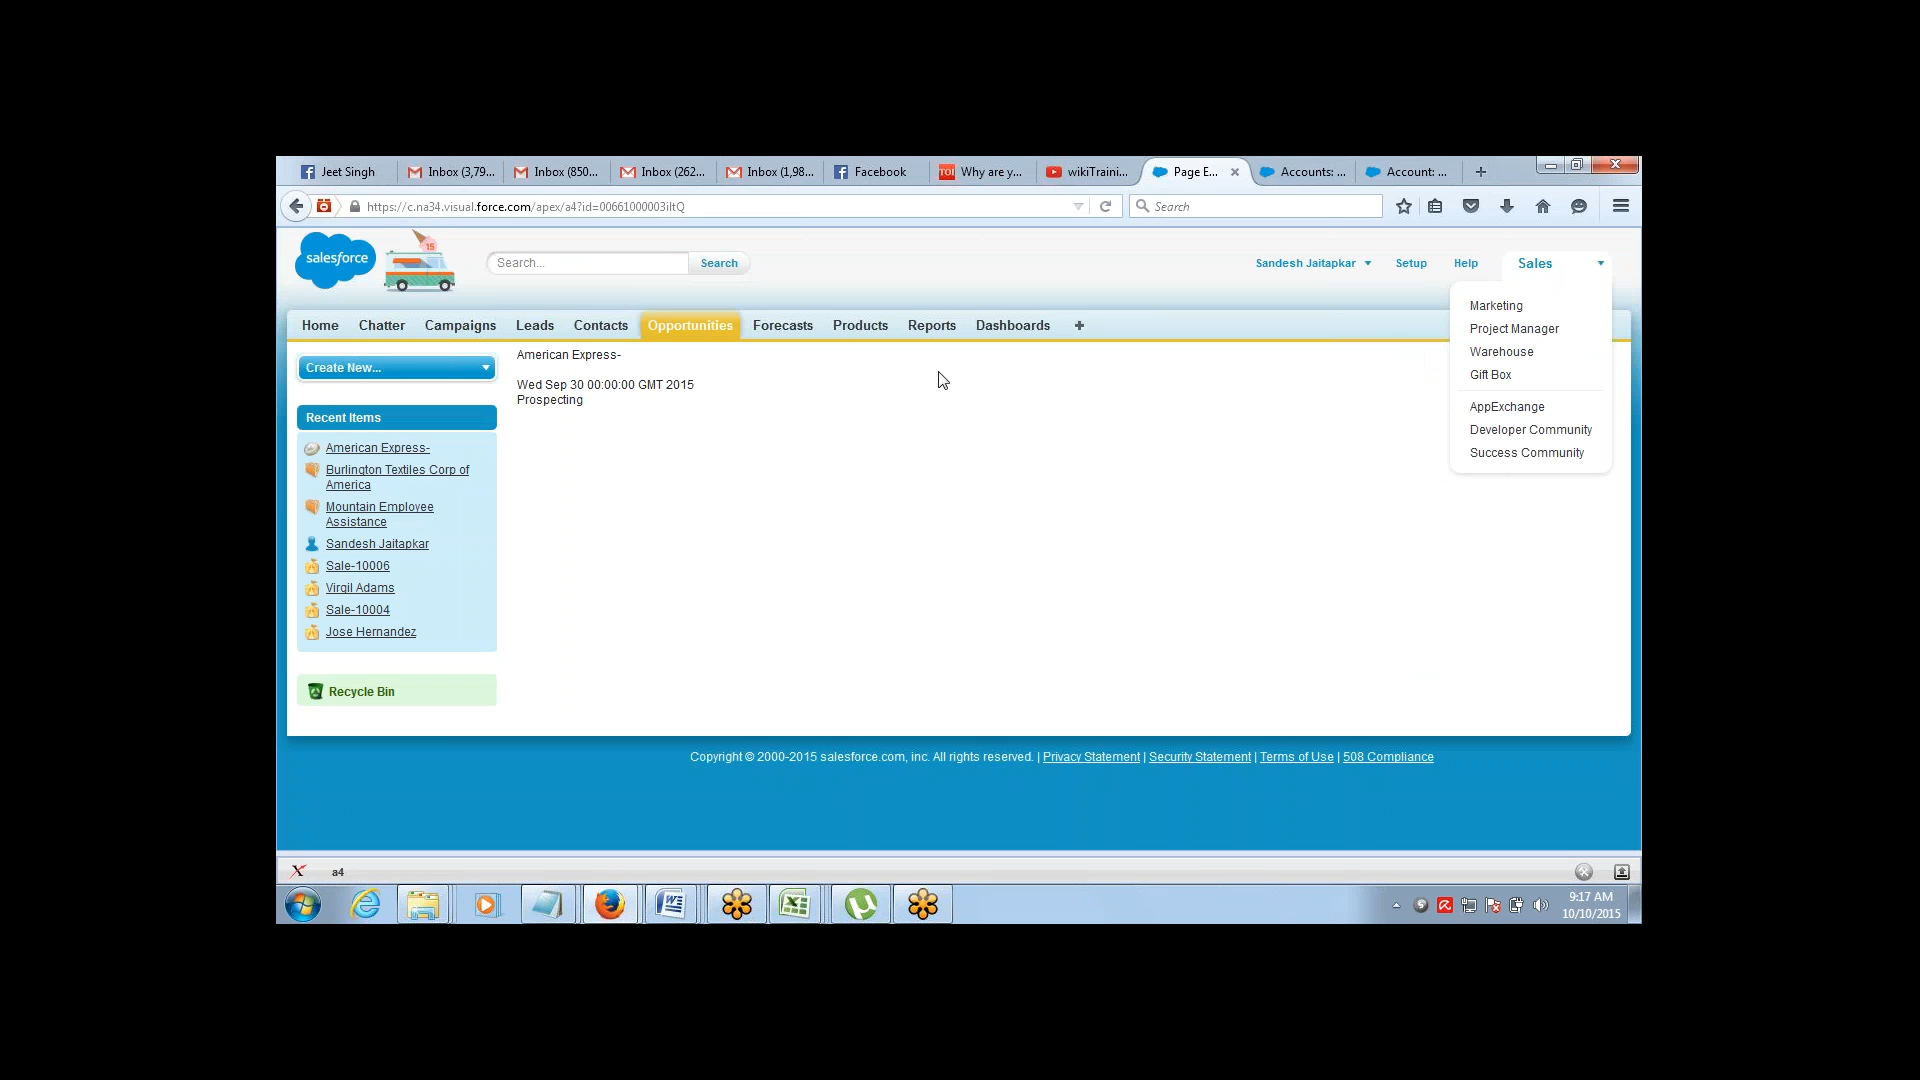 Jeet Singh
Inbox (3,79...
Inbox (850...
Inbox (262...
Inbox (1,98...
Facebook
TOI
Why are y...
wikiTraini...
Page E...
Accounts: ...
Account: ...
https://c.na34.visual.force.com/apex/a4?id=00661000003iItQ
Search
salesforce
15
Search...
Search
Sandesh Jaitapkar
Setup
Help
Sales
Marketing
Project Manager
Warehouse
Gift Box
AppExchange
Developer Community
Success Community
Home
Chatter
Campaigns
Leads
Contacts
Opportunities
Forecasts
Products
Reports
Dashboards
+
Create New...
American Express-
Wed Sep 30 00:00:00 GMT 2015
Prospecting
Recent Items
American Express-
Burlington Textiles Corp of
America
Mountain Employee
Assistance
Sandesh Jaitapkar
Sale-10006
Virgil Adams
Sale-10004
Jose Hernandez
Recycle Bin
Copyright © 2000-2015 salesforce.com, inc. All rights reserved. | Privacy Statement | Security Statement | Terms of Use | 508 Compliance
a4
9:17 AM
10/10/2015